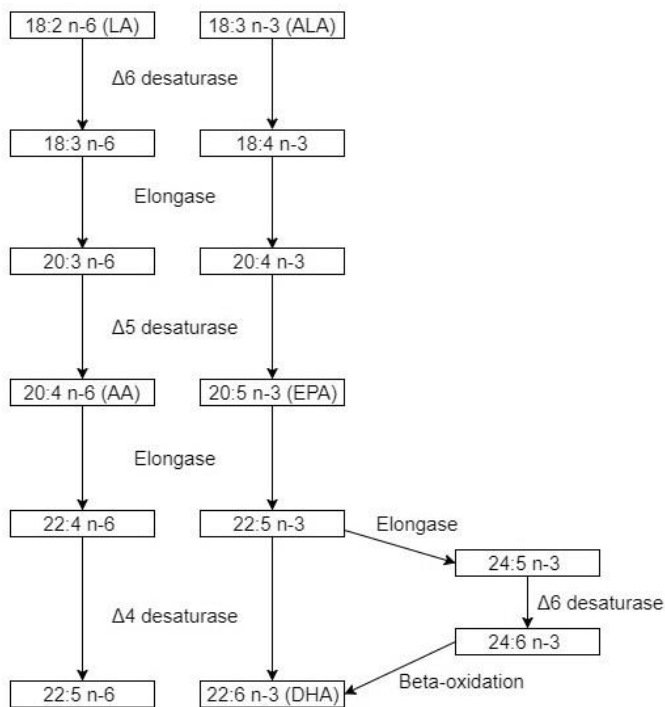 18:2 n-6 (LA)
18:3 n-3 (ALA)
Δ6 desaturase
18:3 n-6
18:4 n-3
Elongase
20:3 n-6
20:4 n-3
Δ5 desaturase
20:4 n-6 (AA)
20:5 n-3 (EPA)
Elongase
22:4 n-6
22:5 n-3
Elongase
24:5 n-3
Δ4 desaturase
Δ6 desaturase
24:6 n-3
Beta-oxidation
22:5 n-6
22:6 n-3 (DHA)